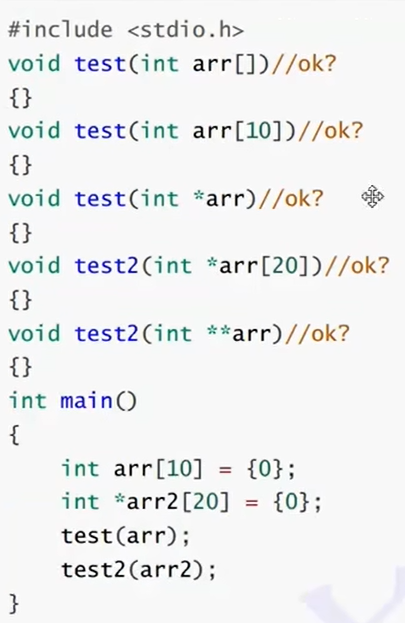 #include <stdio.h>
void test(int arr[])//ok?
{}
void test(int arr[10])//ok?
{}
void test(int *arr)//ok?
{}
void test2(int *arr[20])//ok?
{}
void test2(int **arr)//ok?
{}
int main()
{
    int arr[10] = {0};
    int *arr2[20] = {0};
    test(arr);
    test2(arr2);
}